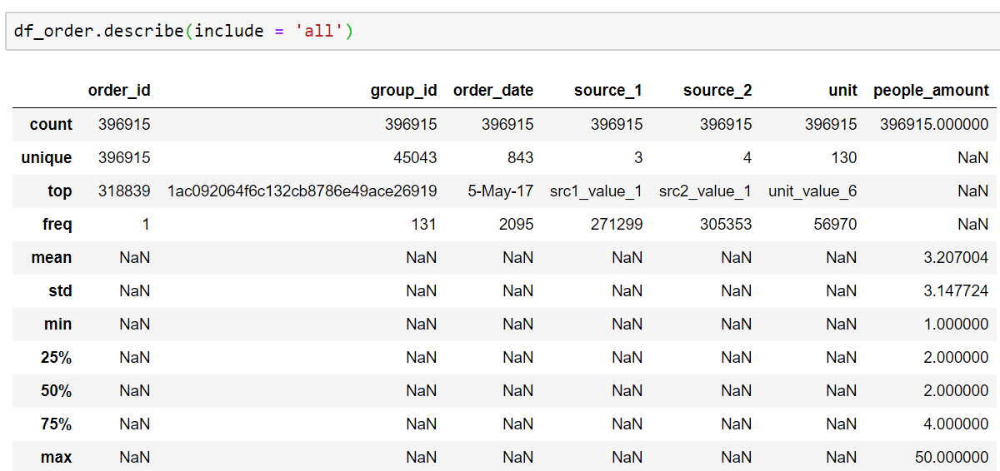 df_order.describe(include = 'all')
order_id group_id order_date source_1 source_2 unit people_amount
count 396915 396915 396915 396915 396915 396915 396915.000000
unique 396915 45043 843 3 4 130 NaN
top 318839 1ac092064f6c132cb8786e49ace26919 5-May-17 src1_value_1 src2_value_1 unit_value_6 NaN
freq 1 131 2095 271299 305353 56970 NaN
mean NaN NaN NaN NaN NaN NaN 3.207004
std NaN NaN NaN NaN NaN NaN 3.147724
min NaN NaN NaN NaN NaN NaN 1.000000
25% NaN NaN NaN NaN NaN NaN 2.000000
50% NaN NaN NaN NaN NaN NaN 2.000000
75% NaN NaN NaN NaN NaN NaN 4.000000
max NaN NaN NaN NaN NaN NaN 50.000000